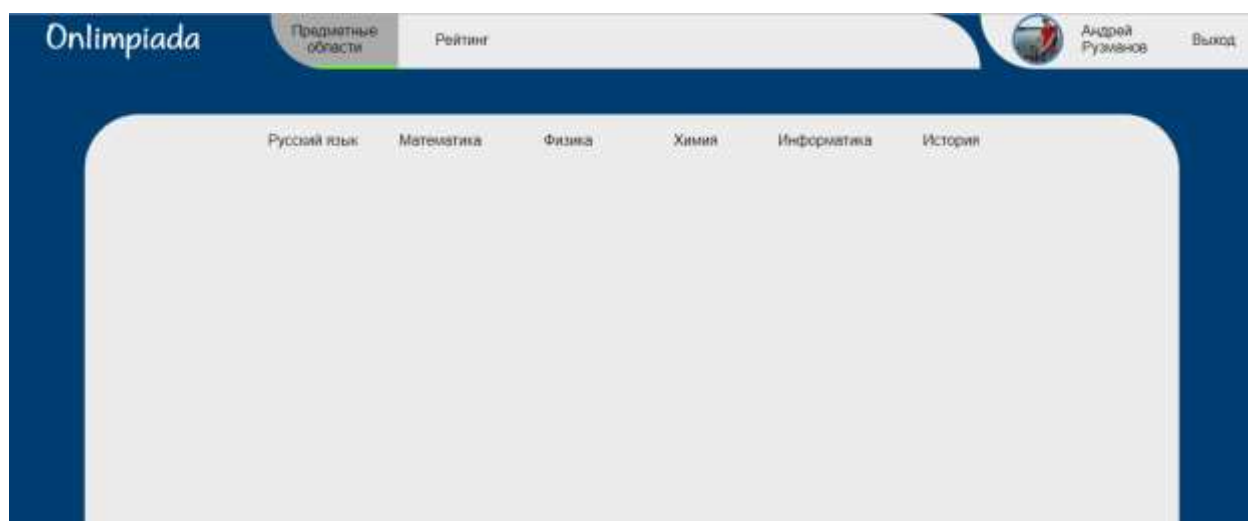 Onlimpiada
Предметные
области
Рейтинг
Андрей
Рузманов
Выход
Русский язык Математика Физика Химия Информатика История